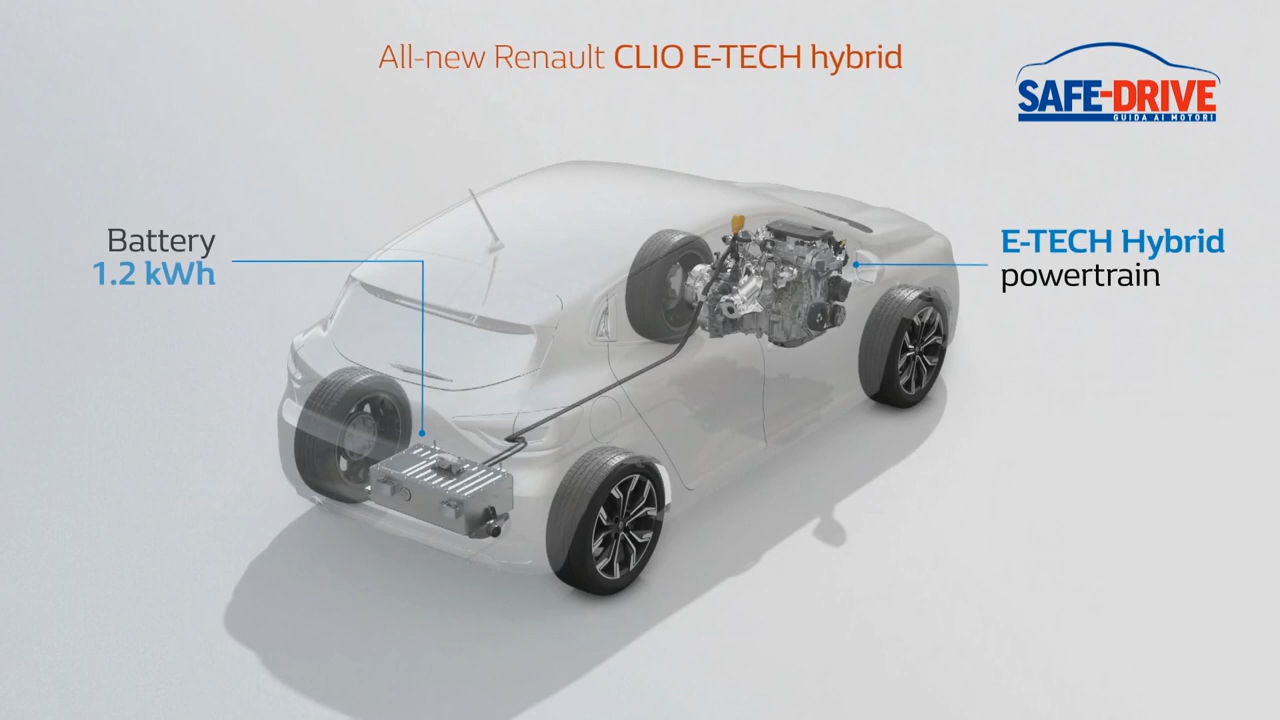 All-new Renault CLIO E-TECH hybrid
SAFE-DRIVE
GUIDA AI MOTORI
Battery
1.2 kWh
E-TECH Hybrid
powertrain